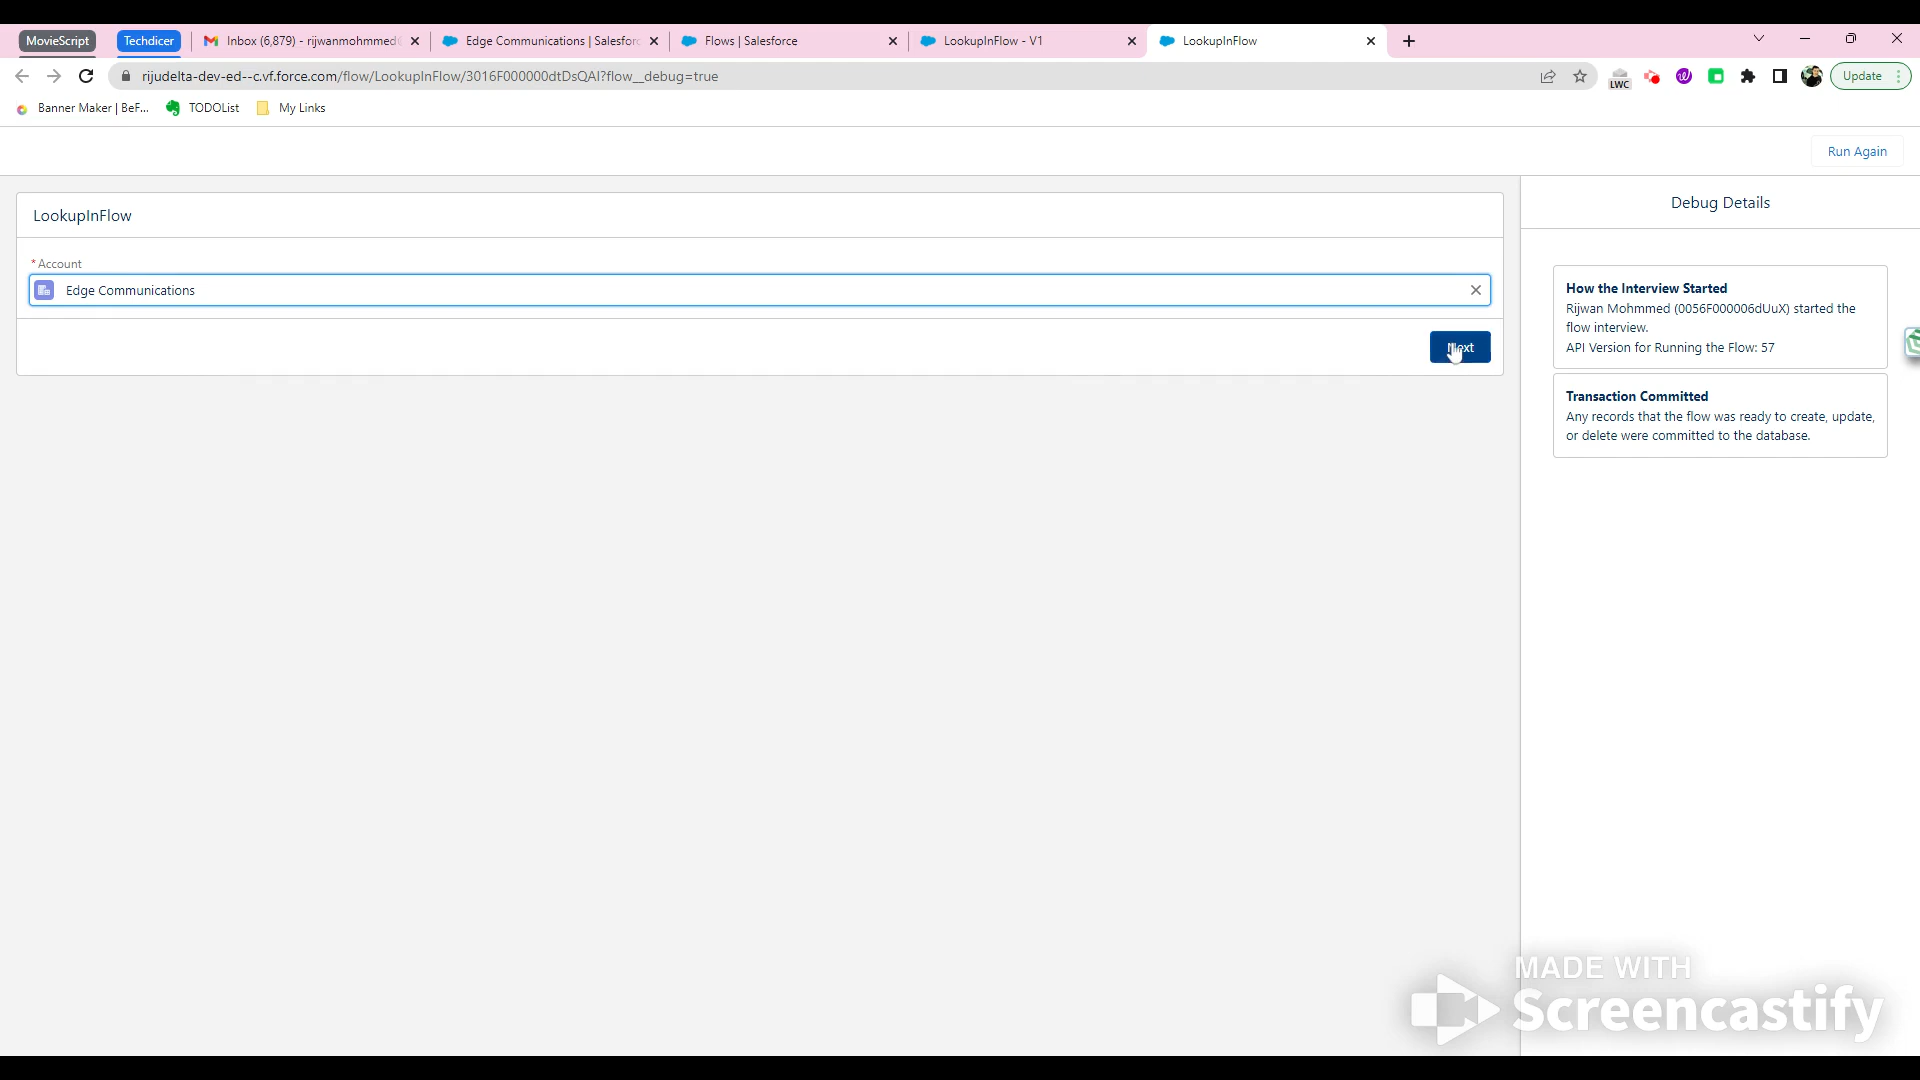 MovieScript
Techdicer
Inbox (6,879) - rijwanmohmmed
Edge Communications | Salesforc
Flows | Salesforce
LookupInFlow - V1
LookupInFlow
rijudelta-dev-ed--c.vf.force.com/flow/LookupInFlow/3016F000000dtDsQAI?flow__debug=true
LWC
Update
Banner Maker | BeF...
TODOList
My Links
Run Again
LookupInFlow
*Account
Edge Communications
Next
Debug Details
How the Interview Started
Rijwan Mohmmed (0056F000006dUuX) started the
flow interview.
API Version for Running the Flow: 57
Transaction Committed
Any records that the flow was ready to create, update,
or delete were committed to the database.
MADE WITH
Screencastify